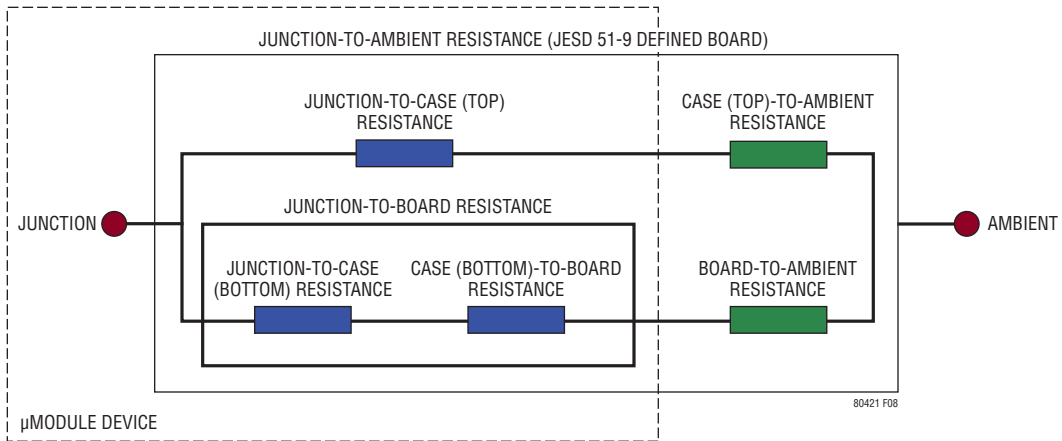 JUNCTION-TO-AMBIENT RESISTANCE (JESD 51-9 DEFINED BOARD)
JUNCTION-TO-CASE (TOP)
RESISTANCE
CASE (TOP)-TO-AMBIENT
RESISTANCE
JUNCTION-TO-BOARD RESISTANCE
JUNCTION
AMBIENT
JUNCTION-TO-CASE
(BOTTOM) RESISTANCE
CASE (BOTTOM)-TO-BOARD
RESISTANCE
BOARD-TO-AMBIENT
RESISTANCE
80421 F08
µMODULE DEVICE